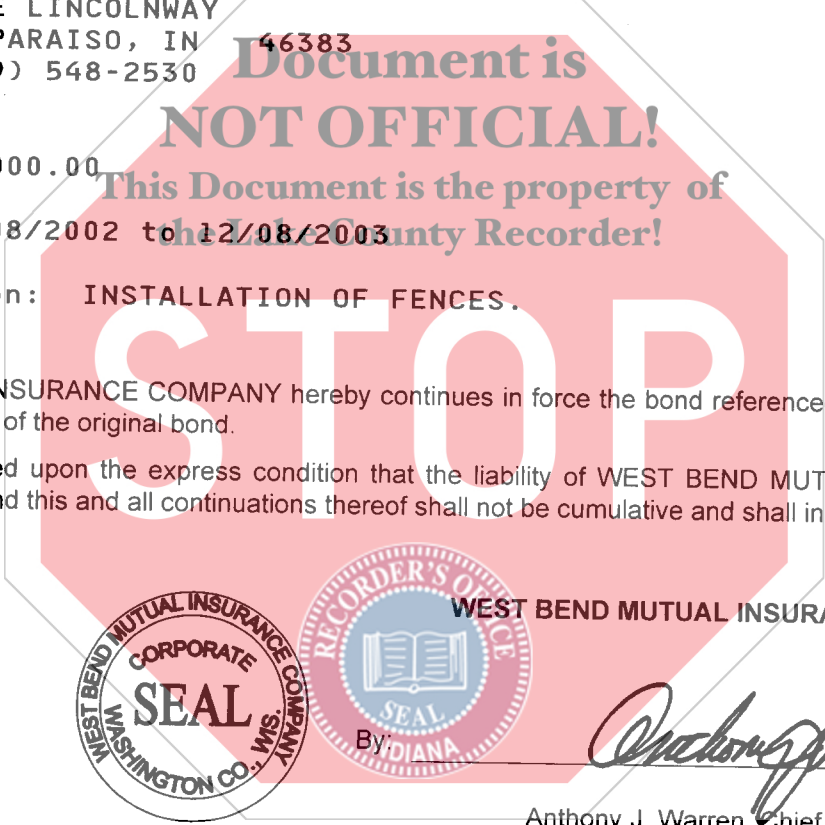 E LINCOLNWAY
PARAISO, IN 46383
) 548-2530
Document is
NOT OFFICIAL!
000.00
This Document is the property of
08/2002 to 12/08/2003
the Lake County Recorder!
n: INSTALLATION OF FENCES.
STOP
NSURANCE COMPANY hereby continues in force the bond reference
of the original bond.
ed upon the express condition that the liability of WEST BEND MUT
nd this and all continuations thereof shall not be cumulative and shall in
WEST BEND MUTUAL INSURA
WEST BEND MUTUAL INSURANCE COMPANY
CORPORATE
SEAL
WASHINGTON CO., WIS.
RECORDER'S OFFICE
SEAL
INDIANA
By:
Anthony J. Warren Chief